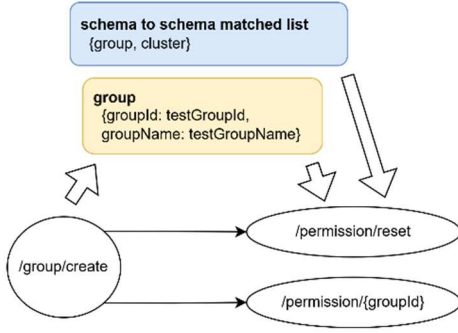 schema to schema matched list
{group, cluster}
group
{groupId: testGroupId,
groupName: testGroupName}
/group/create
/permission/reset
/permission/{groupId}